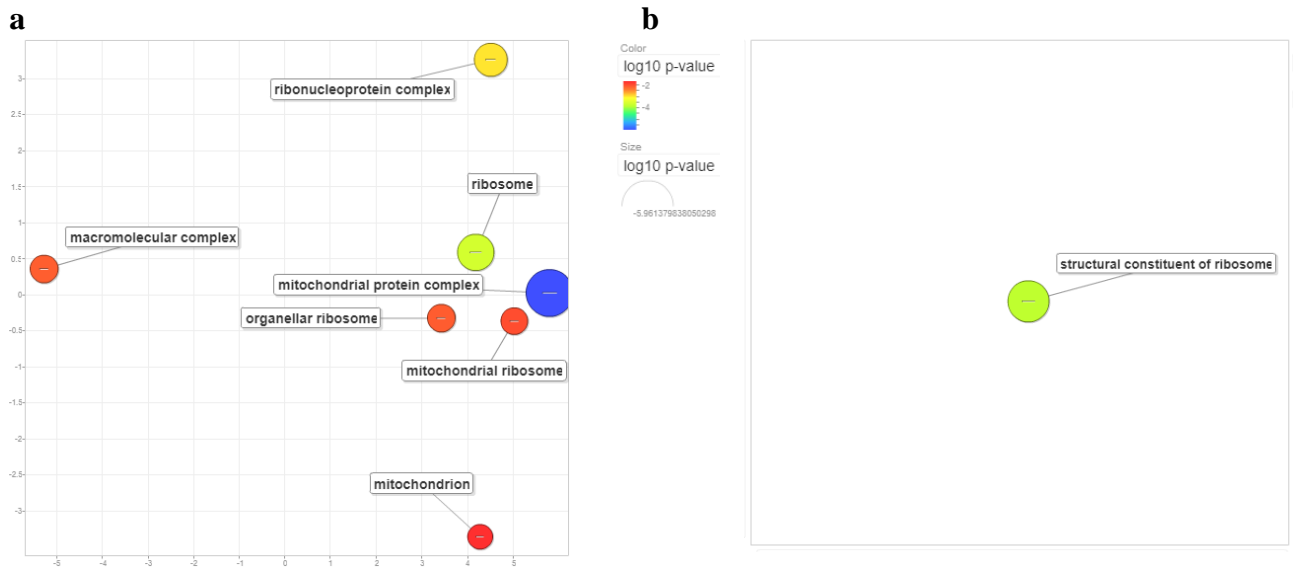 a
b
ribonucleoprotein complex
ribosome
macromolecular complex
mitochondrial protein complex
organellar ribosome
mitochondrial ribosome
mitochondrion
3
2.5
2
1.5
1
0.5
0
-0.5
-1
-1.5
-2
-2.5
-3
-5 -4 -3 -2 -1 0 1 2 3 4 5
Color
log10 p-value
-2
-4
Size
log10 p-value
-5.961379838050298
structural constituent of ribosome